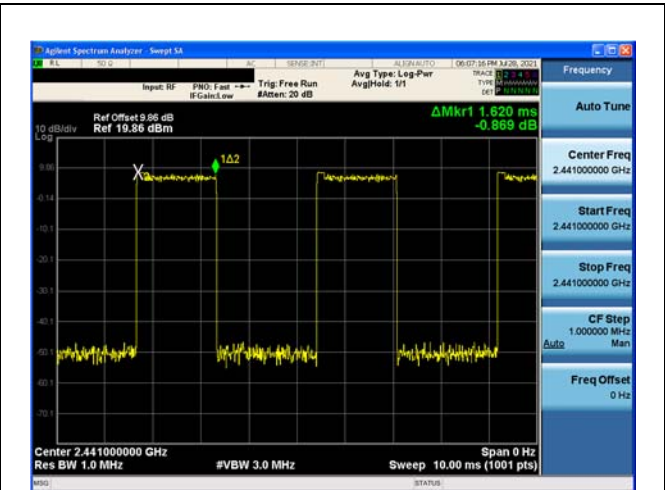 Agilent Spectrum Analyzer - Swept SA
RL 50 Ω AC SENSE:INT ALIGNAUTO 06:07:16 PM Jul 28, 2021
Input: RF PNO: Fast Trig: Free Run Avg Type: Log-Pwr TRACE 1 2 3 4 5 6
IFGain:Low #Atten: 20 dB Avg|Hold: 1/1 TYPE
DET P N N N N N
Frequency
Auto Tune
Center Freq
2.441000000 GHz
Start Freq
2.441000000 GHz
Stop Freq
2.441000000 GHz
CF Step
1.000000 MHz
Auto Man
Freq Offset
0 Hz
ΔMkr1 1.620 ms
-0.869 dB
Ref Offset 9.86 dB
10 dB/div Ref 19.86 dBm
Log
1Δ2
9.86
-0.14
-10.1
-20.1
-30.1
-40.1
-50.1
-60.1
-70.1
Center 2.441000000 GHz Span 0 Hz
Res BW 1.0 MHz #VBW 3.0 MHz Sweep 10.00 ms (1001 pts)
MSG STATUS